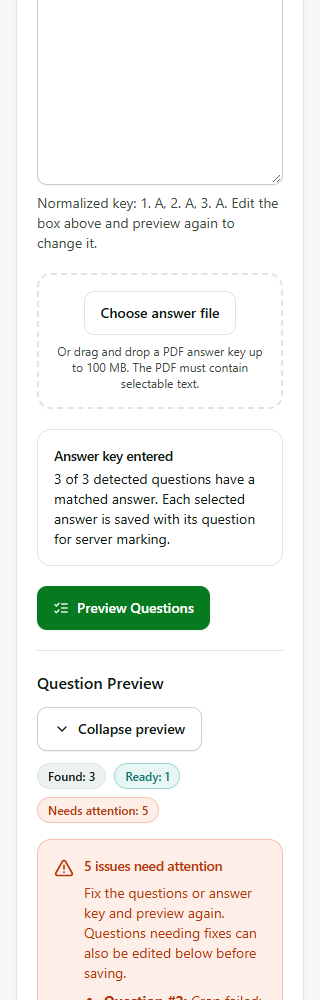 Normalized key: 1. A, 2. A, 3. A. Edit the
box above and preview again to
change it.
Choose answer file
Or drag and drop a PDF answer key up
to 100 MB. The PDF must contain
selectable text.
Answer key entered
3 of 3 detected questions have a
matched answer. Each selected
answer is saved with its question
for server marking.
Preview Questions
Question Preview
Collapse preview
Found: 3
Ready: 1
Needs attention: 5
5 issues need attention
Fix the questions or answer
key and preview again.
Questions needing fixes can
also be edited below before
saving.